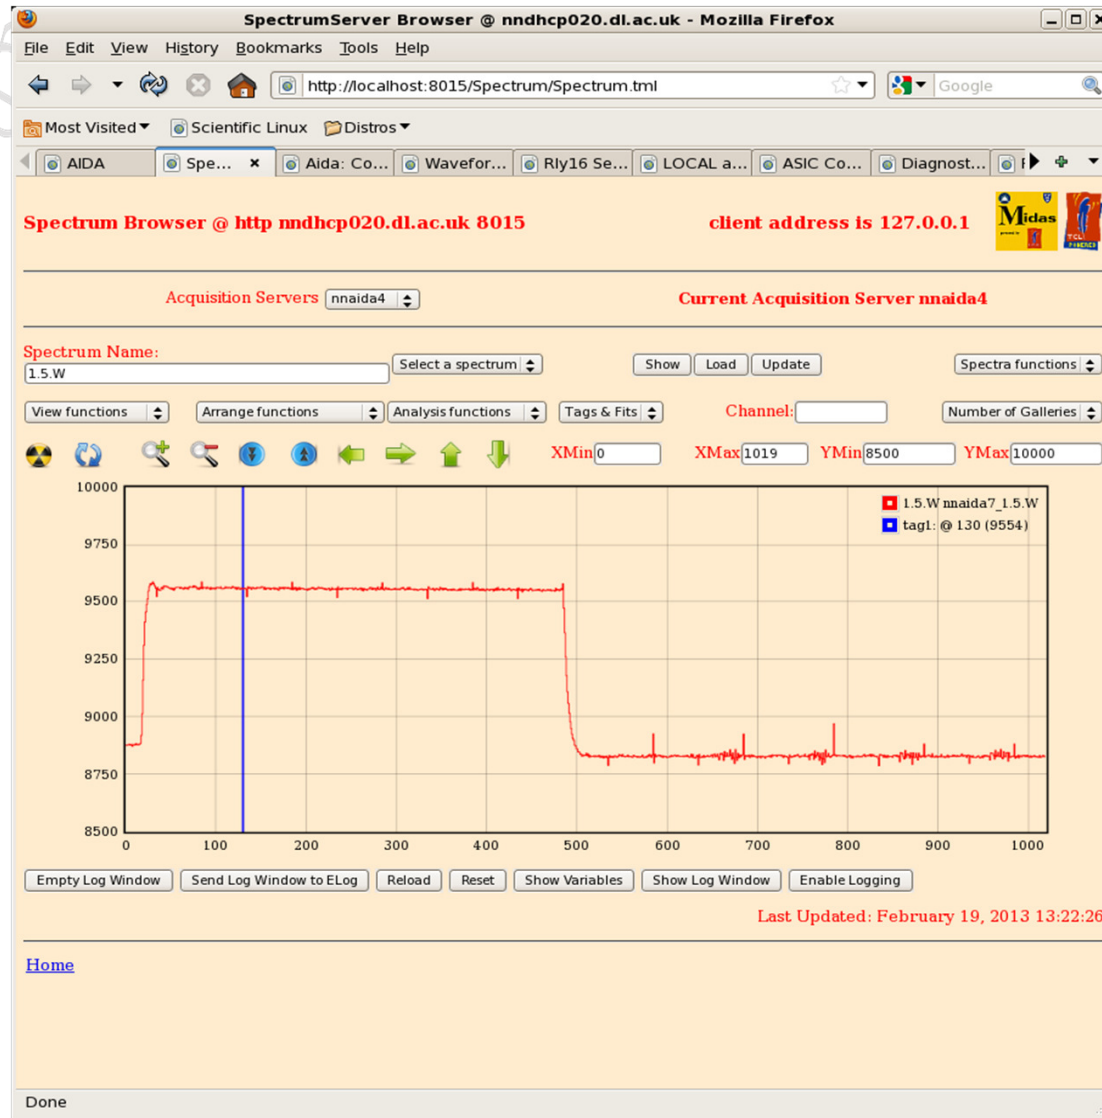 SpectrumServer Browser @ nndhcp020.dl.ac.uk - Mozilla Firefox
File Edit View History Bookmarks Tools Help
http://localhost:8015/Spectrum/Spectrum.tml Google
Most Visited Scientific Linux Distros
AIDA Spe... Aida: Co... Wavefor... Rly16 Se... LOCAL a... ASIC Co... Diagnost...
Spectrum Browser @ http nndhcp020.dl.ac.uk 8015 client address is 127.0.0.1 Midas TCL POWERED
Acquisition Servers nnaida4 Current Acquisition Server nnaida4
Spectrum Name:
1.5.W Select a spectrum Show Load Update Spectra functions
View functions Arrange functions Analysis functions Tags & Fits Channel: Number of Galleries
XMin 0 XMax 1019 YMin 8500 YMax 10000
10000
1.5.W nnaida7_1.5.W
tag1: @ 130 (9554)
9750
9500
9250
9000
8750
8500
0 100 200 300 400 500 600 700 800 900 1000
Empty Log Window Send Log Window to ELog Reload Reset Show Variables Show Log Window Enable Logging
Last Updated: February 19, 2013 13:22:26
Home
Done